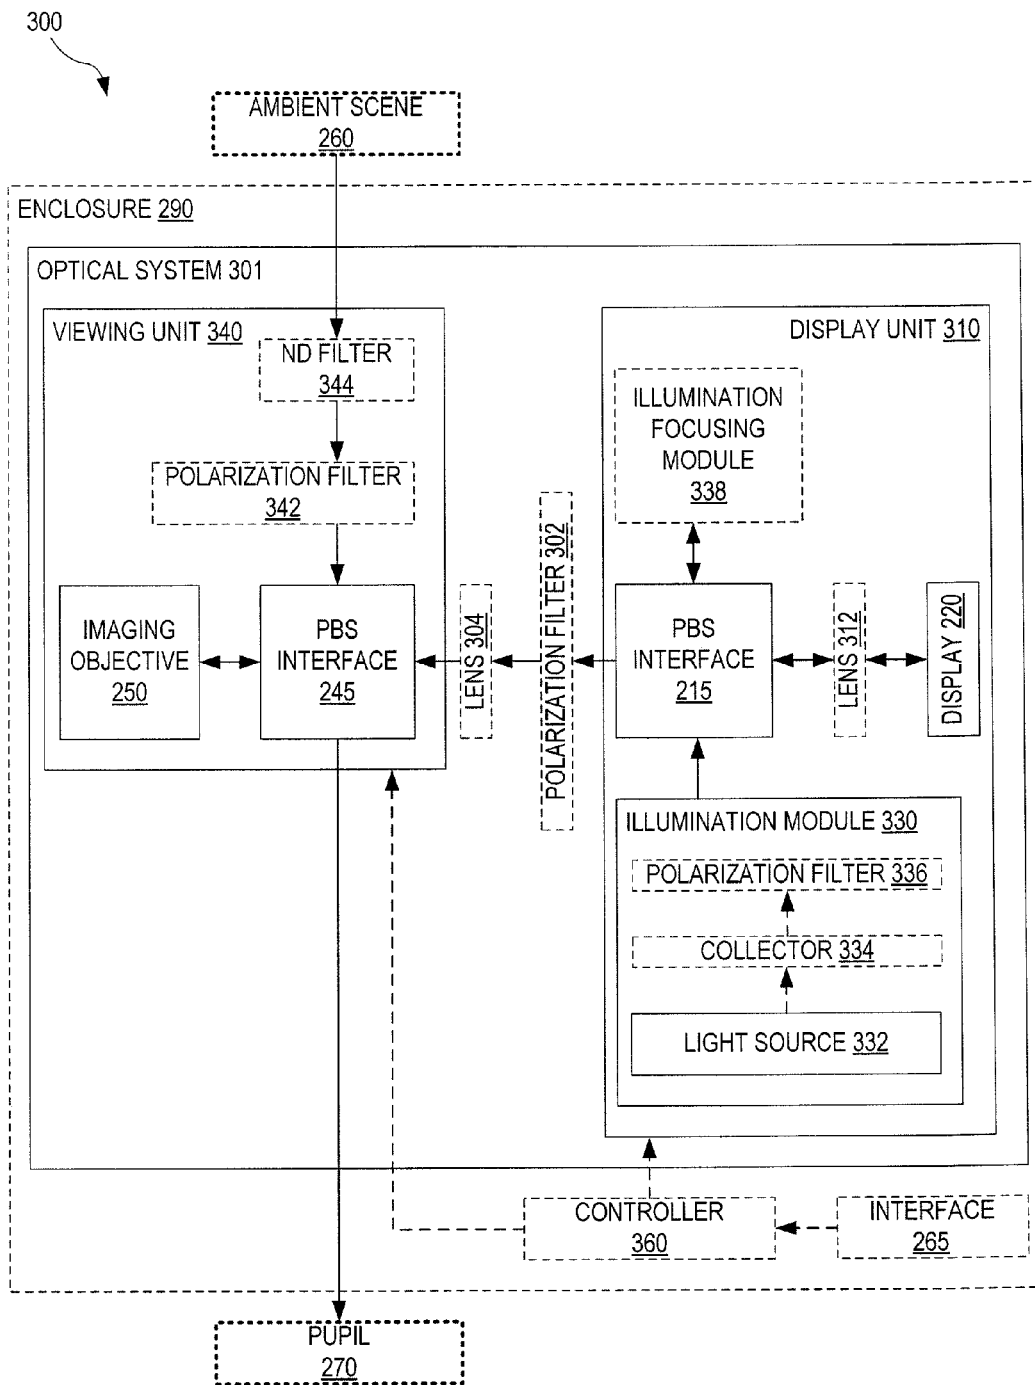 300
AMBIENT SCENE
260
ENCLOSURE 290
OPTICAL SYSTEM 301
VIEWING UNIT 340
ND FILTER
344
POLARIZATION FILTER
342
IMAGING
OBJECTIVE
250
PBS
INTERFACE
245
LENS 304
POLARIZATION FILTER 302
DISPLAY UNIT 310
ILLUMINATION
FOCUSING
MODULE
338
PBS
INTERFACE
215
LENS 312
DISPLAY 220
ILLUMINATION MODULE 330
POLARIZATION FILTER 336
COLLECTOR 334
LIGHT SOURCE 332
CONTROLLER
360
INTERFACE
265
PUPIL
270